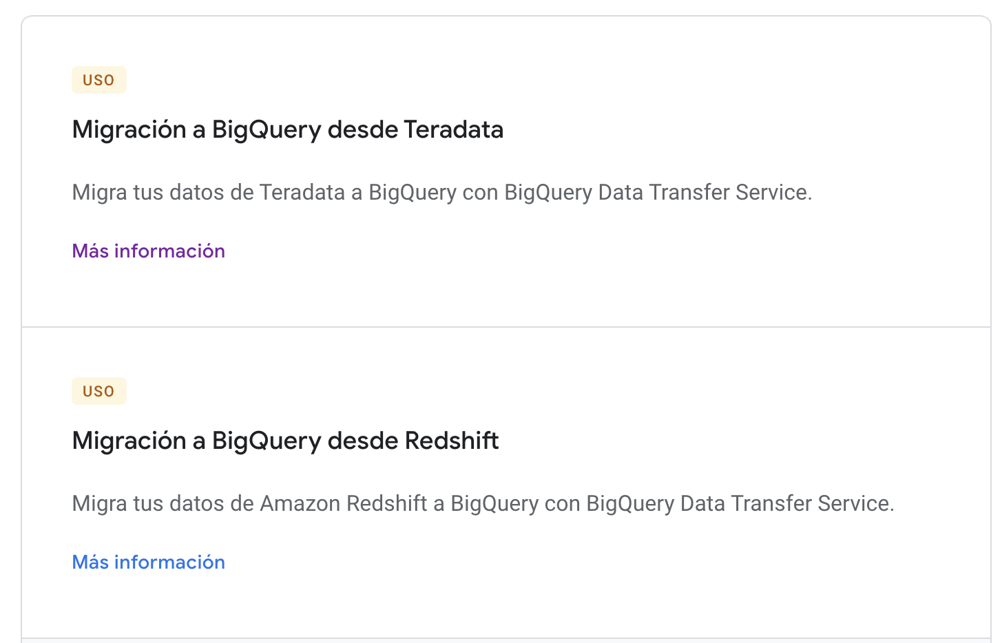 USO
Migración a BigQuery desde Teradata
Migra tus datos de Teradata a BigQuery con BigQuery Data Transfer Service.
Más información
USO
Migración a BigQuery desde Redshift
Migra tus datos de Amazon Redshift a BigQuery con BigQuery Data Transfer Service.
Más información